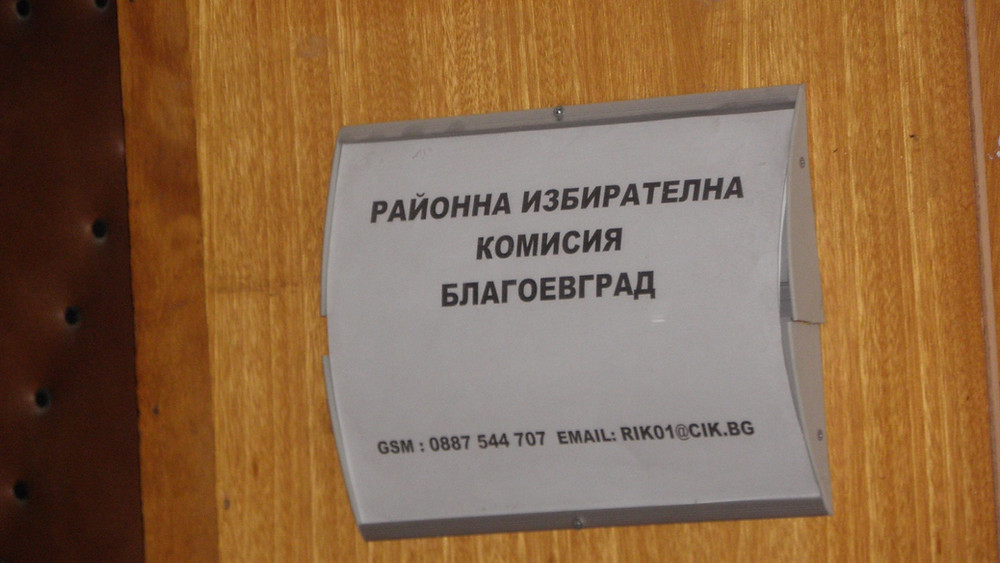 РАЙОННА ИЗБИРАТЕЛНА
КОМИСИЯ
БЛАГОЕВГРАД
GSM : 0887 544 707 EMAIL: RIK01@CIK.BG